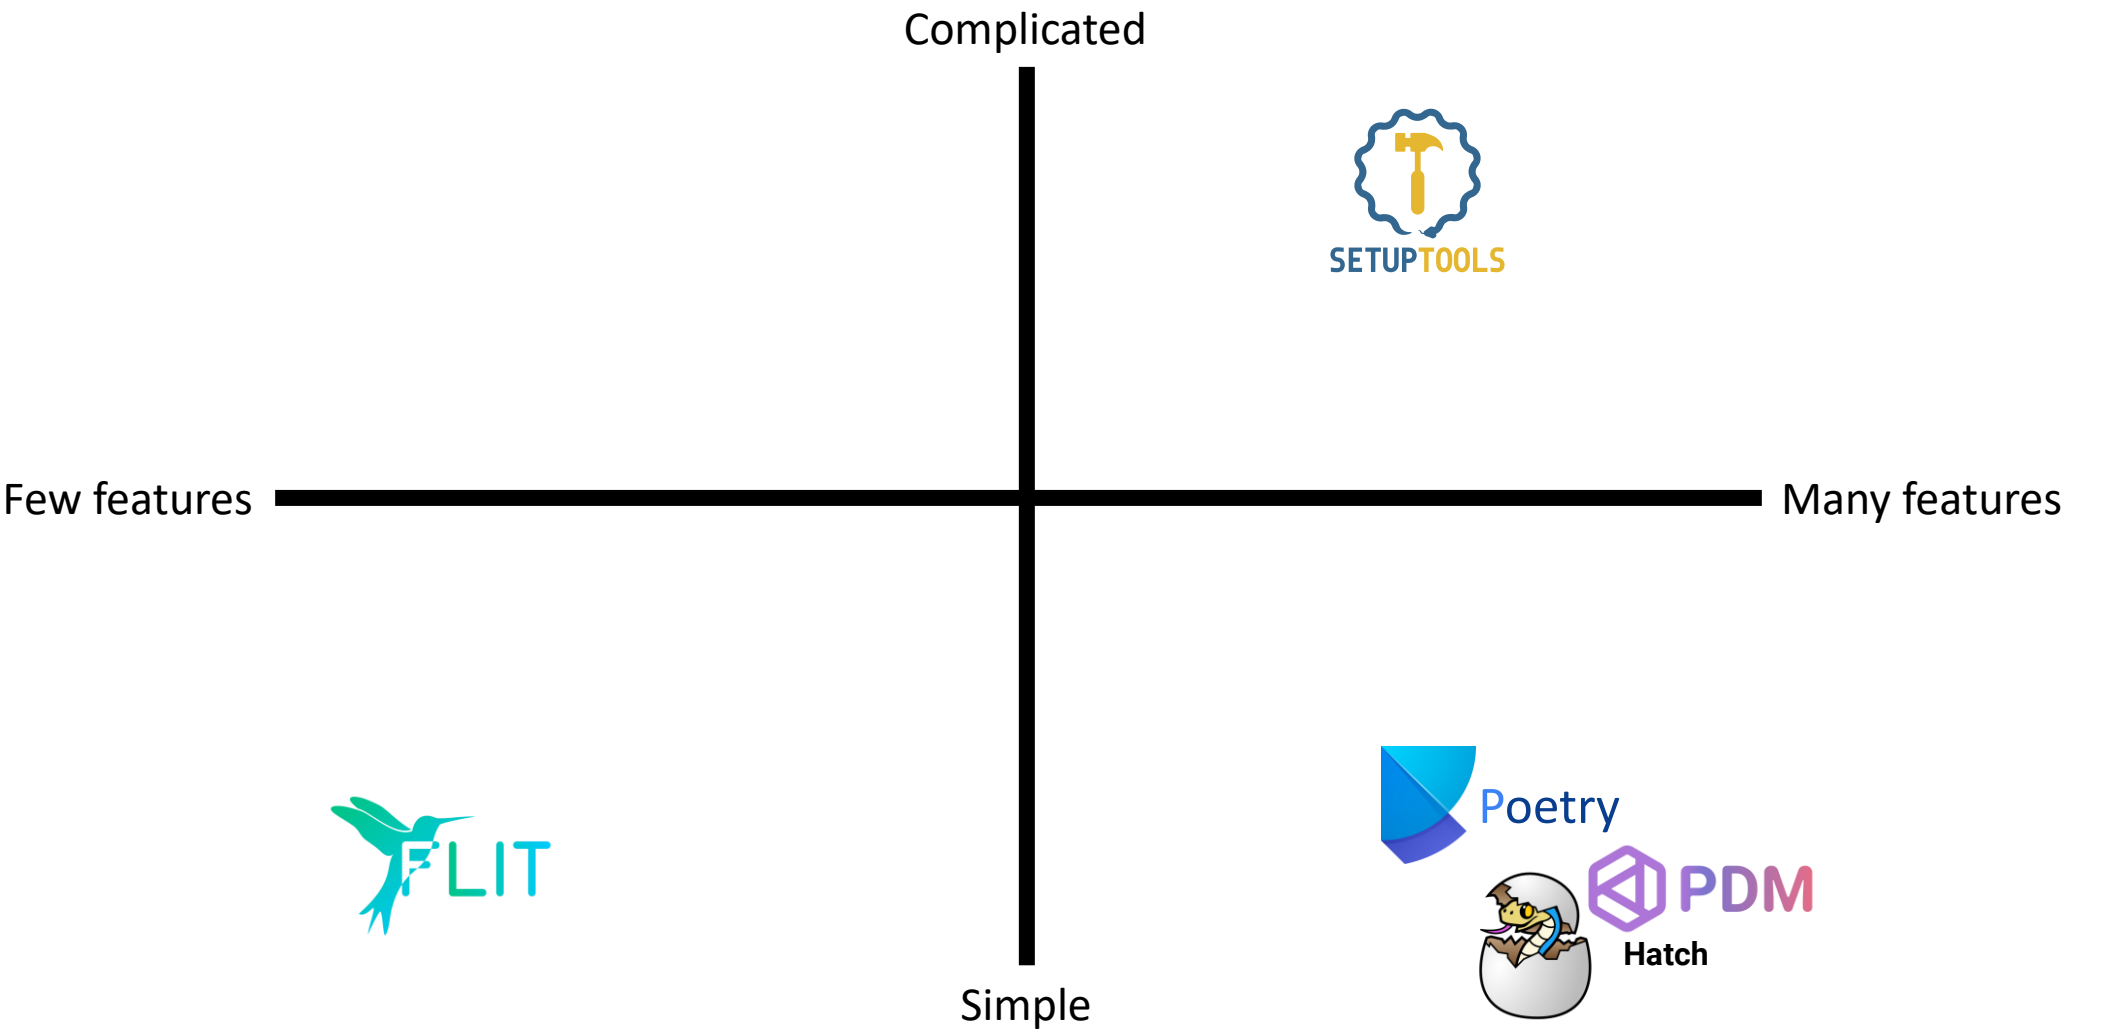 Complicated
SETUPTOOLS
Few features
Many features
Poetry
FLIT
PDM
Hatch
Simple